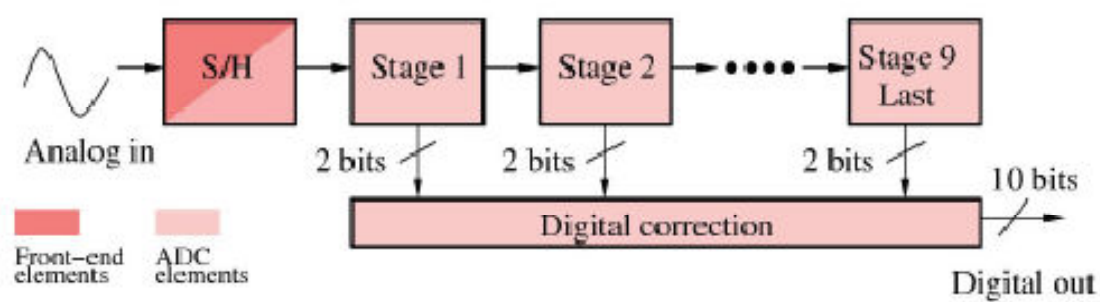 S/H
Stage 1
Stage 2
Stage 9
Last
Analog in
2 bits
2 bits
2 bits
10 bits
Digital correction
Front-end
elements
ADC
elements
Digital out